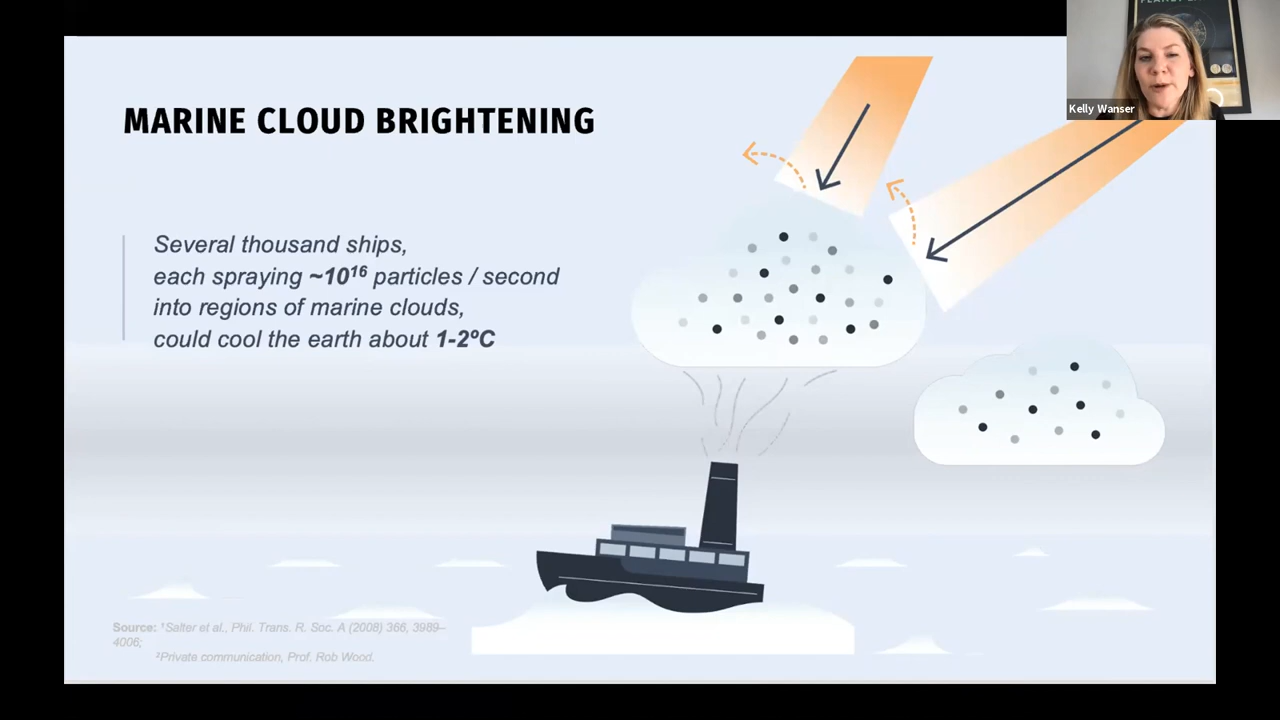 MARINE CLOUD BRIGHTENING
Several thousand ships,
each spraying ~10¹⁶ particles / second
into regions of marine clouds,
could cool the earth about 1-2ºC
Kelly Wanser
Source: ¹Salter et al., Phil. Trans. R. Soc. A (2008) 366, 3989–
4006;
²Private communication, Prof. Rob Wood.